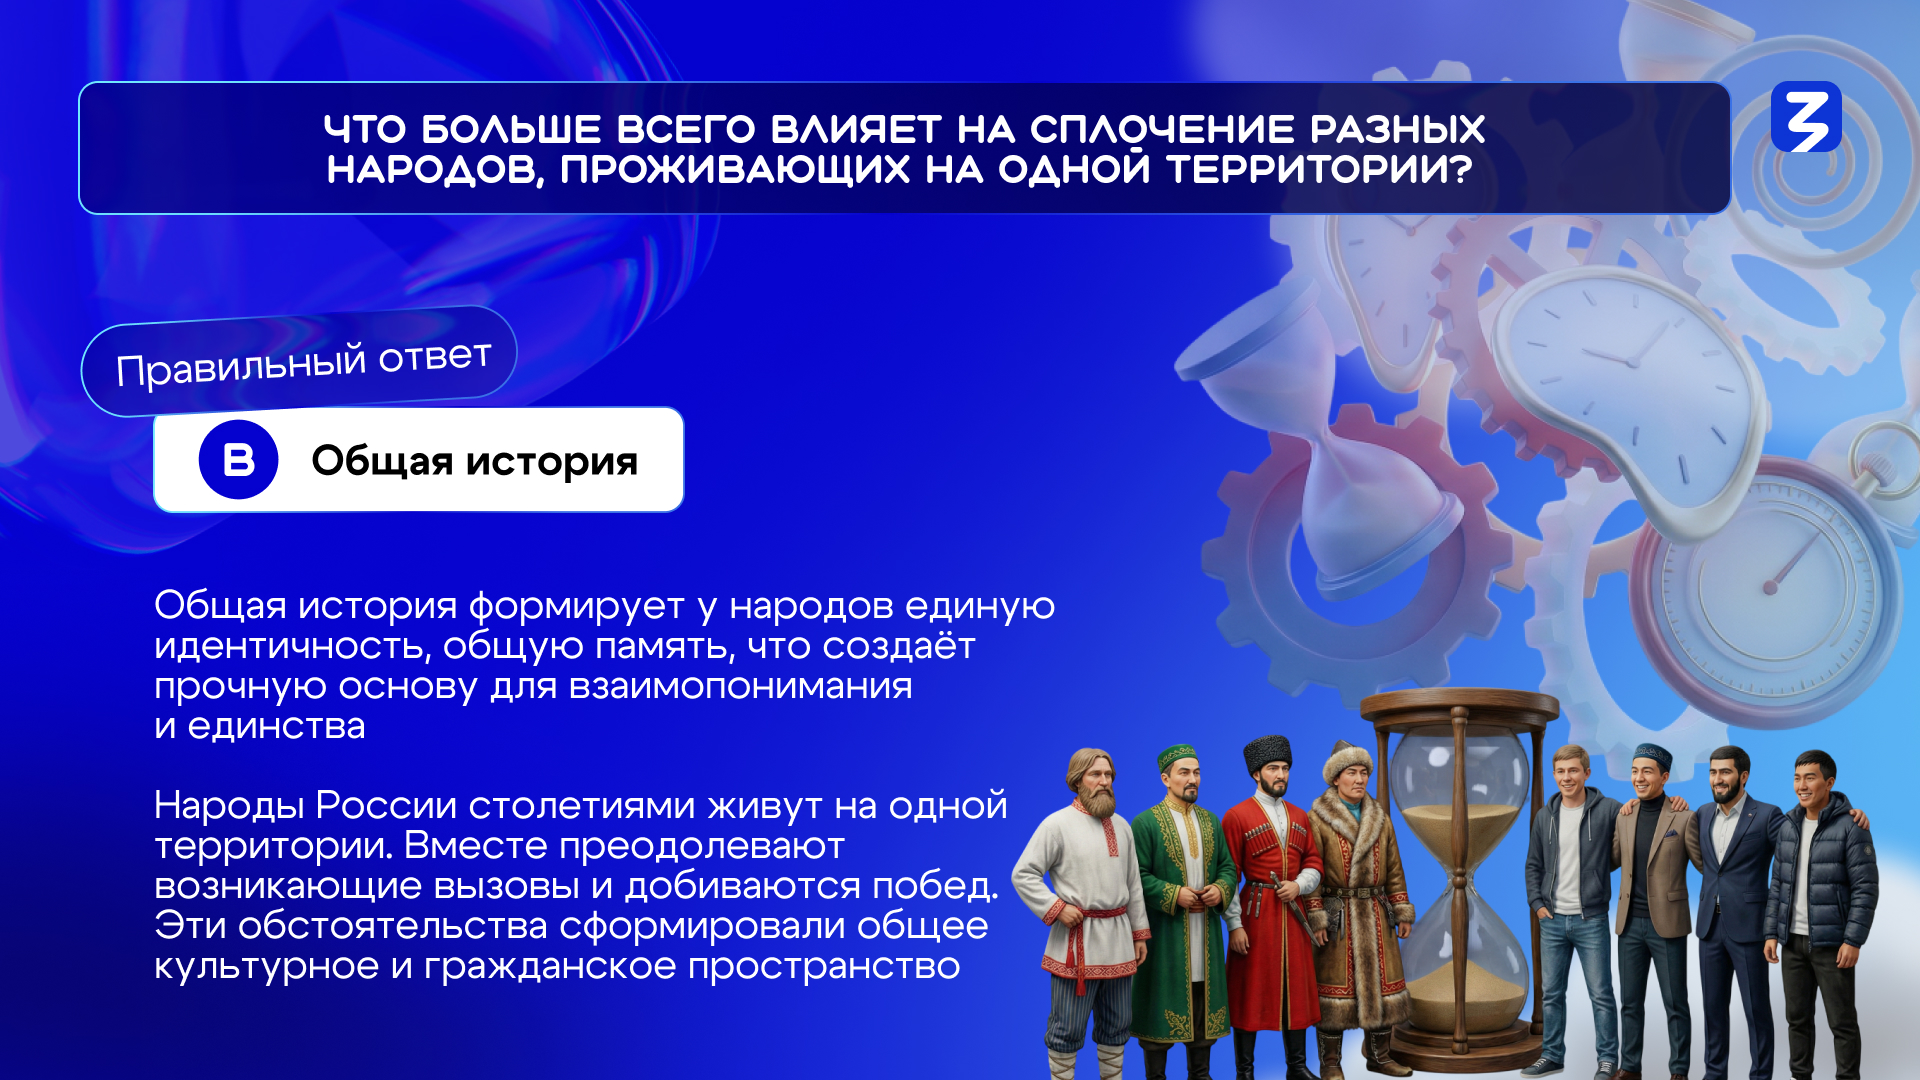 ЧТО БОЛЬШЕ ВСЕГО ВЛИЯЕТ НА СПЛОЧЕНИЕ РАЗНЫХ
НАРОДОВ, ПРОЖИВАЮЩИХ НА ОДНОЙ ТЕРРИТОРИИ?
Правильный ответ
В Общая история
Общая история формирует у народов единую
идентичность, общую память, что создаёт
прочную основу для взаимопонимания
и единства
Народы России столетиями живут на одной
территории. Вместе преодолевают
возникающие вызовы и добиваются побед.
Эти обстоятельства сформировали общее
культурное и гражданское пространство